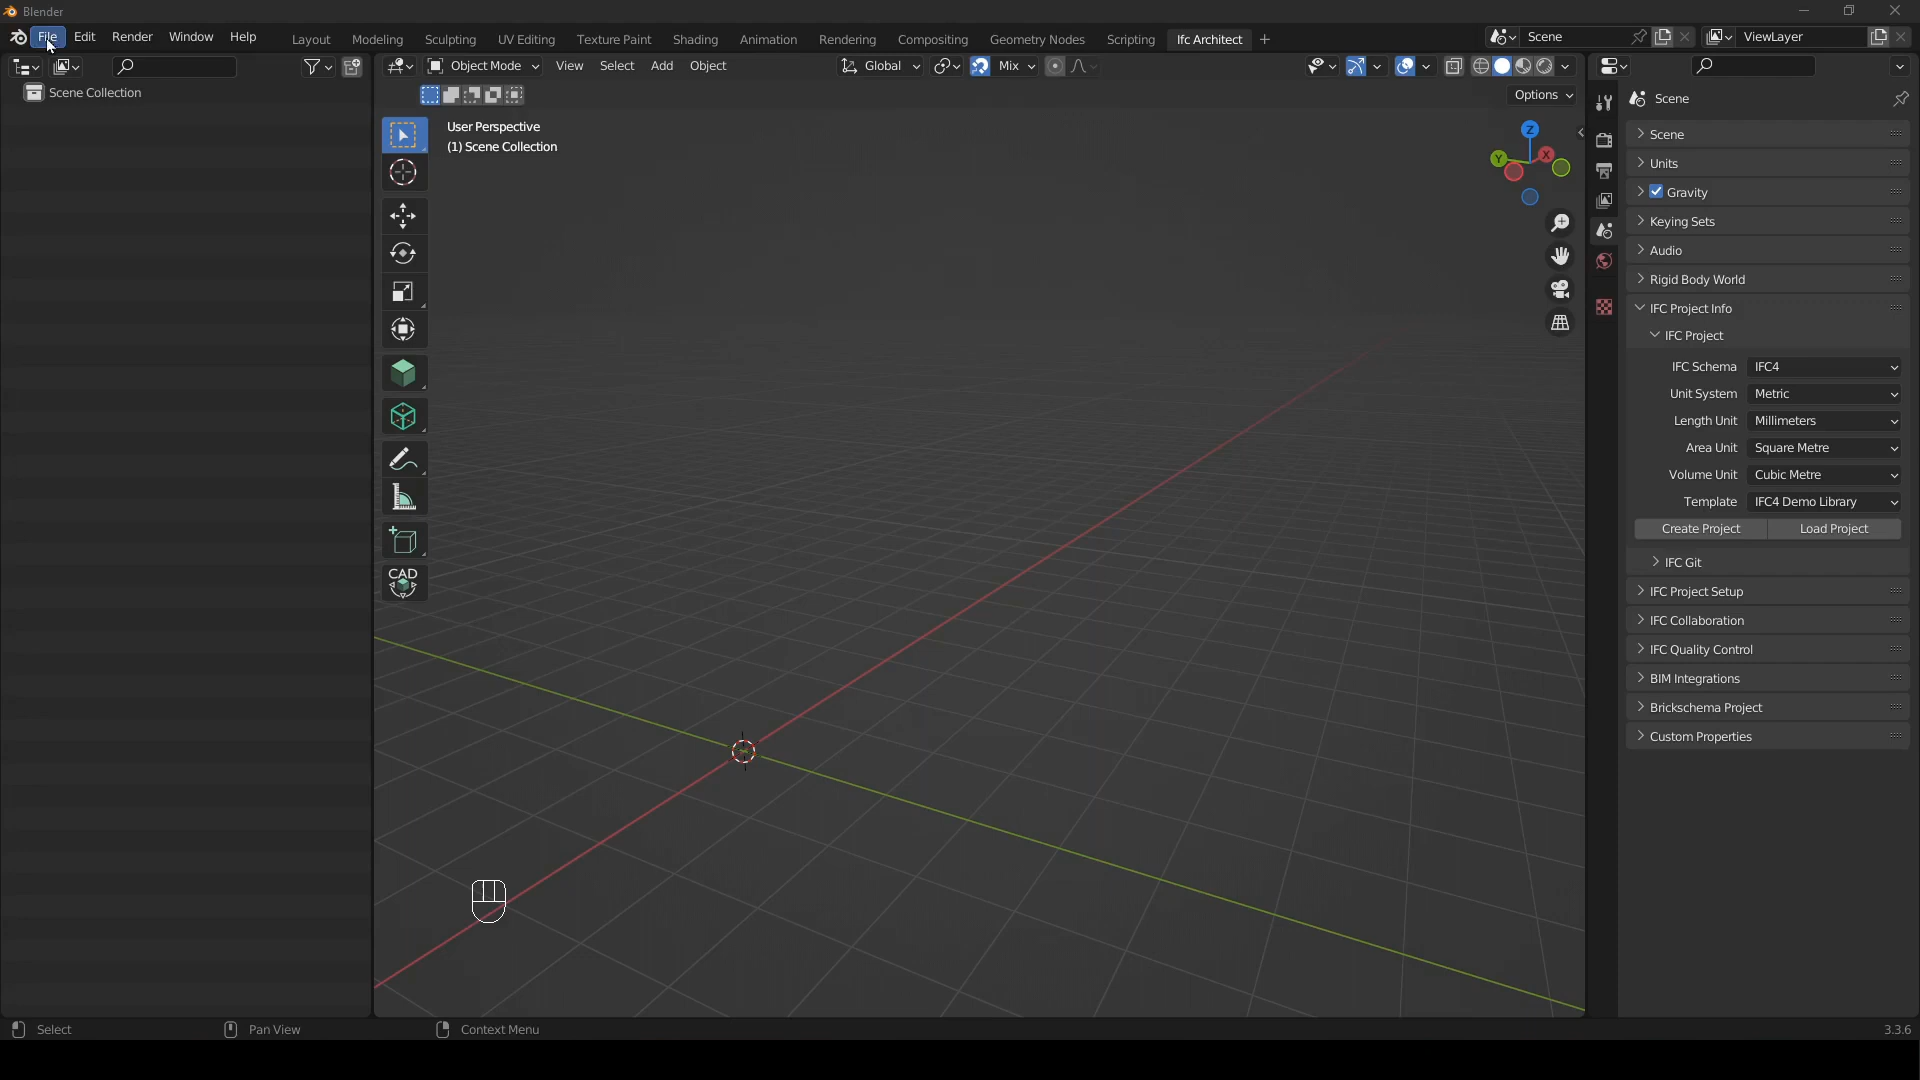 Blender
File Edit Render Window Help Layout Modeling Sculpting UV Editing Texture Paint Shading Animation Rendering Compositing Geometry Nodes Scripting Ifc Architect + Scene ViewLayer
Object Mode View Select Add Object Global Mix
Scene Collection
Options
User Perspective
(1) Scene Collection
Z
Y
X
CAD
Scene
Scene
Units
Gravity
Keying Sets
Audio
Rigid Body World
IFC Project Info
IFC Project
IFC Schema IFC4
Unit System Metric
Length Unit Millimeters
Area Unit Square Metre
Volume Unit Cubic Metre
Template IFC4 Demo Library
Create Project Load Project
IFC Git
IFC Project Setup
IFC Collaboration
IFC Quality Control
BIM Integrations
Brickschema Project
Custom Properties
Select Pan View Context Menu 3.3.6